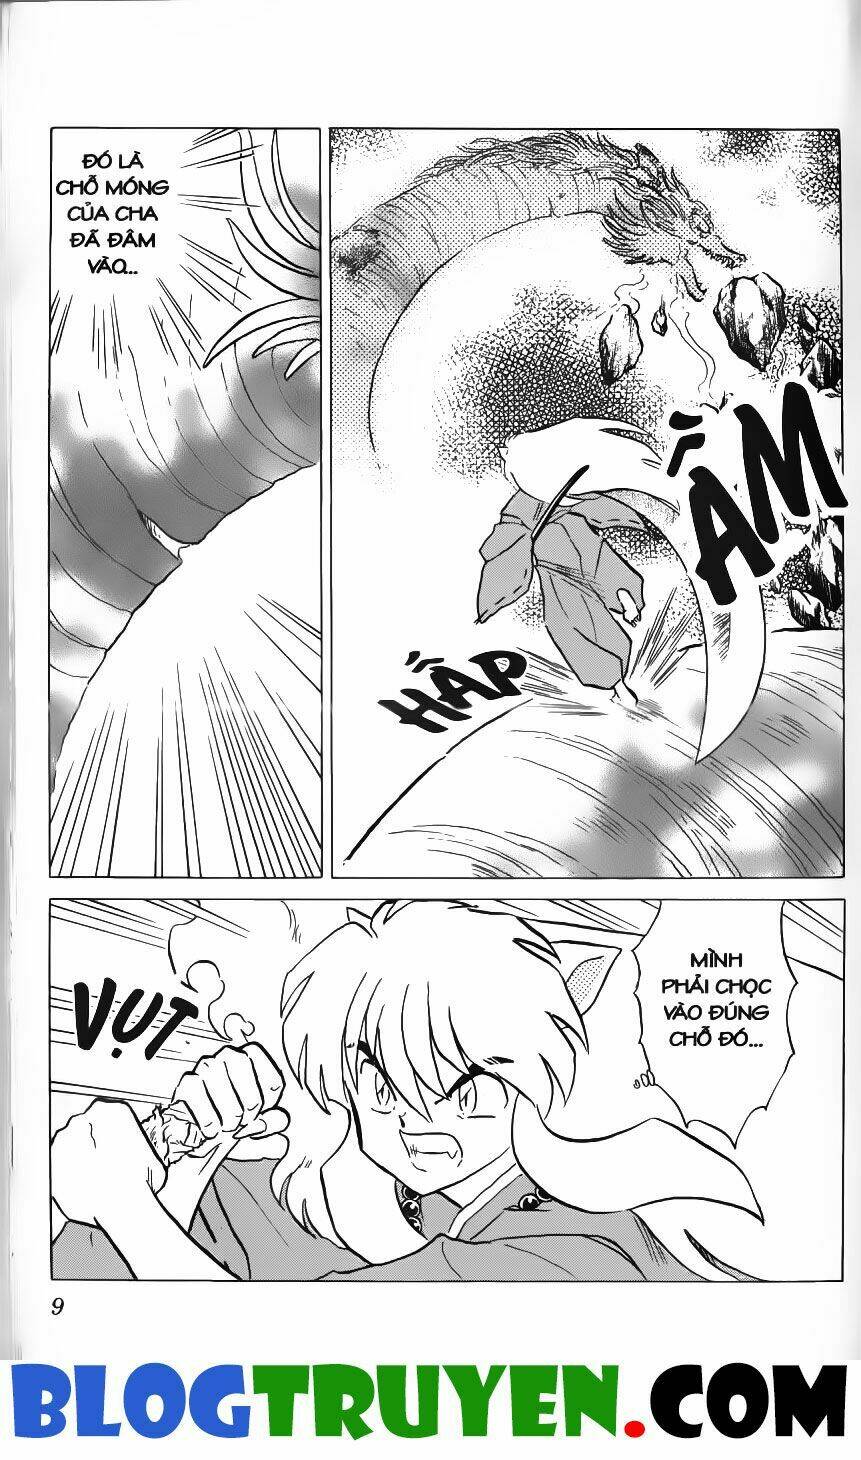 ẦM
HẤP
ĐÓ LÀ
CHỖ MÓNG
CỦA CHA
ĐÃ ĐÂM
VÀO...
MÌNH
PHẢI CHỌC
VÀO ĐÚNG
CHỖ ĐÓ...
VỤT
9
BLOGTRUYEN.COM